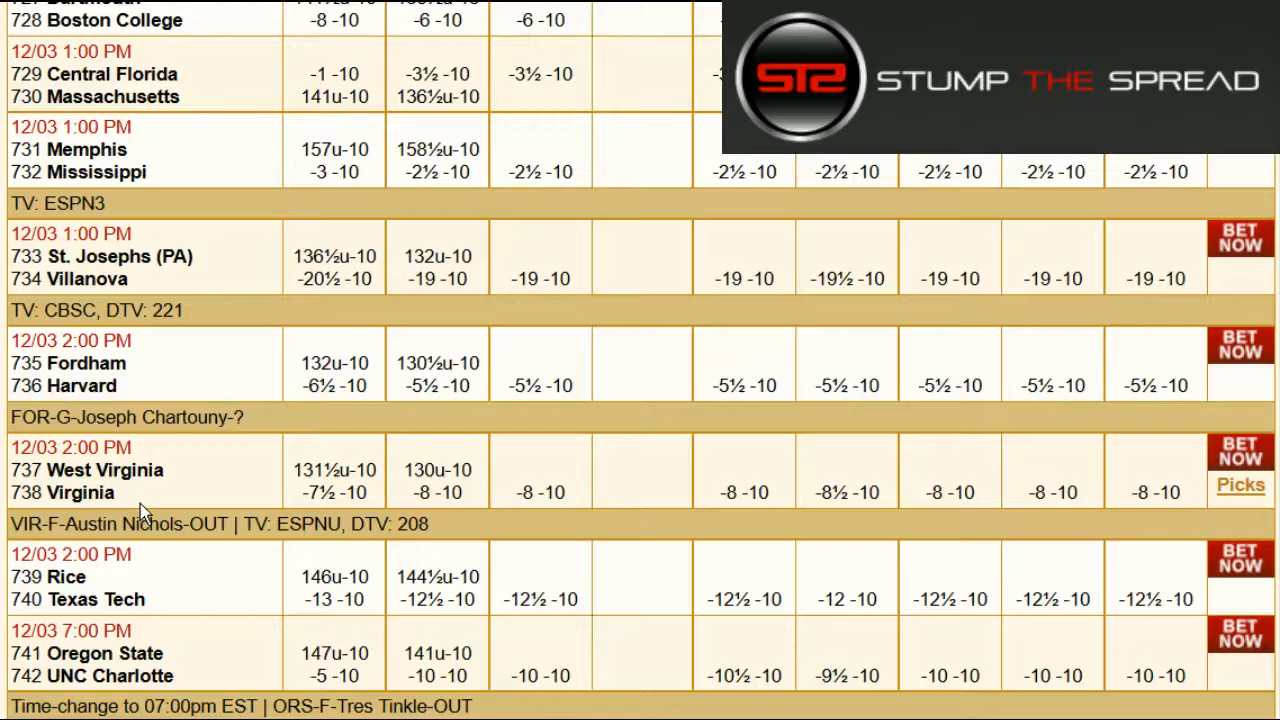 728 Boston College -8 -10 -6 -10 -6 -10
STS STUMP THE SPREAD
12/03 1:00 PM
729 Central Florida -1 -10 -3½ -10 -3½ -10
730 Massachusetts 141u-10 136½u-10
12/03 1:00 PM
731 Memphis 157u-10 158½u-10
732 Mississippi -3 -10 -2½ -10 -2½ -10 -2½ -10 -2½ -10 -2½ -10 -2½ -10 -2½ -10
TV: ESPN3
12/03 1:00 PM BET NOW
733 St. Josephs (PA) 136½u-10 132u-10
734 Villanova -20½ -10 -19 -10 -19 -10 -19 -10 -19½ -10 -19 -10 -19 -10 -19 -10
TV: CBSC, DTV: 221
12/03 2:00 PM BET NOW
735 Fordham 132u-10 130½u-10
736 Harvard -6½ -10 -5½ -10 -5½ -10 -5½ -10 -5½ -10 -5½ -10 -5½ -10 -5½ -10
FOR-G-Joseph Chartouny-?
12/03 2:00 PM BET NOW
737 West Virginia 131½u-10 130u-10
738 Virginia -7½ -10 -8 -10 -8 -10 -8 -10 -8½ -10 -8 -10 -8 -10 -8 -10 Picks
VIR-F-Austin Nichols-OUT | TV: ESPNU, DTV: 208
12/03 2:00 PM BET NOW
739 Rice 146u-10 144½u-10
740 Texas Tech -13 -10 -12½ -10 -12½ -10 -12½ -10 -12 -10 -12½ -10 -12½ -10 -12½ -10
12/03 7:00 PM BET NOW
741 Oregon State 147u-10 141u-10
742 UNC Charlotte -5 -10 -10 -10 -10 -10 -10½ -10 -9½ -10 -10 -10 -10 -10 -10 -10
Time-change to 07:00pm EST | ORS-F-Tres Tinkle-OUT